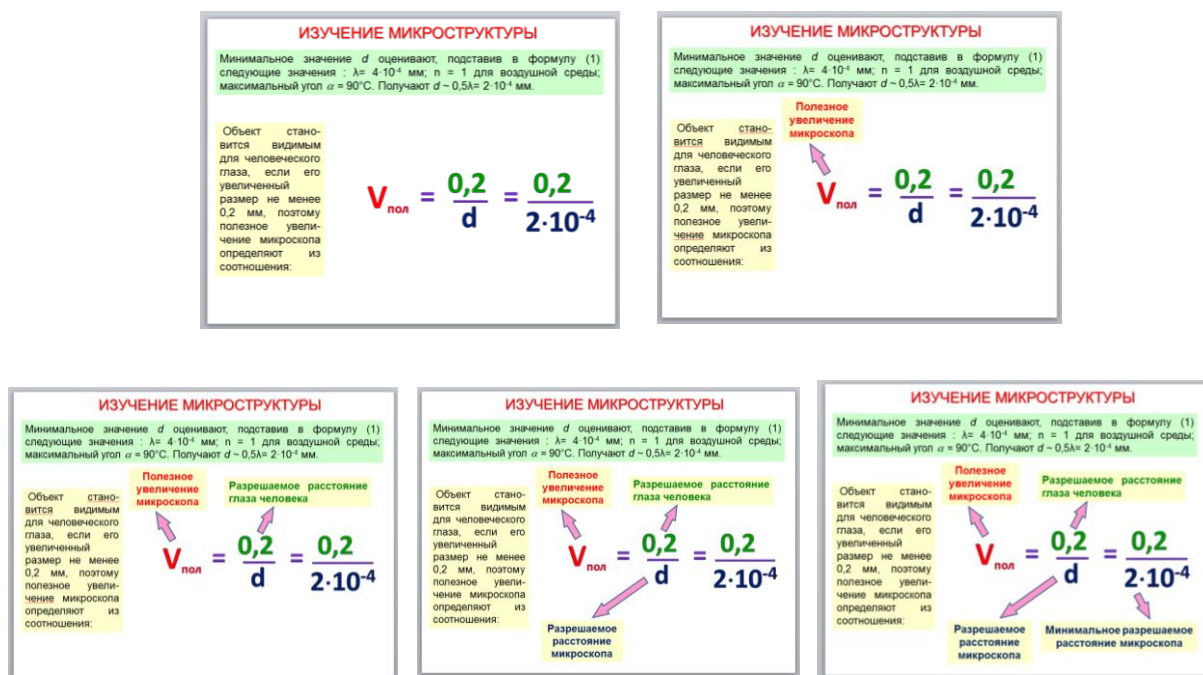 ИЗУЧЕНИЕ МИКРОСТРУКТУРЫ
Минимальное значение d оценивают, подставив в формулу (1)
следующие значения : λ= 4·10⁻⁴ мм; n = 1 для воздушной среды;
максимальный угол α = 90°С. Получают d ~ 0,5λ= 2·10⁻⁴ мм.
Объект стано-
вится видимым
для человеческого
глаза, если его
увеличенный
размер не менее
0,2 мм, поэтому
полезное увели-
чение микроскопа
определяют из
соотношения:
Vпол = 0,2/d = 0,2/2·10⁻⁴
ИЗУЧЕНИЕ МИКРОСТРУКТУРЫ
Минимальное значение d оценивают, подставив в формулу (1)
следующие значения : λ= 4·10⁻⁴ мм; n = 1 для воздушной среды;
максимальный угол α = 90°С. Получают d ~ 0,5λ= 2·10⁻⁴ мм.
Полезное
увеличение
микроскопа
Объект стано-
вится видимым
для человеческого
глаза, если его
увеличенный
размер не менее
0,2 мм, поэтому
полезное увели-
чение микроскопа
определяют из
соотношения:
Vпол = 0,2/d = 0,2/2·10⁻⁴
ИЗУЧЕНИЕ МИКРОСТРУКТУРЫ
Минимальное значение d оценивают, подставив в формулу (1)
следующие значения : λ= 4·10⁻⁴ мм; n = 1 для воздушной среды;
максимальный угол α = 90°С. Получают d ~ 0,5λ= 2·10⁻⁴ мм.
Полезное
увеличение
микроскопа
Разрешаемое расстояние
глаза человека
Объект стано-
вится видимым
для человеческого
глаза, если его
увеличенный
размер не менее
0,2 мм, поэтому
полезное увели-
чение микроскопа
определяют из
соотношения:
Vпол = 0,2/d = 0,2/2·10⁻⁴
ИЗУЧЕНИЕ МИКРОСТРУКТУРЫ
Минимальное значение d оценивают, подставив в формулу (1)
следующие значения : λ= 4·10⁻⁴ мм; n = 1 для воздушной среды;
максимальный угол α = 90°С. Получают d ~ 0,5λ= 2·10⁻⁴ мм.
Полезное
увеличение
микроскопа
Разрешаемое расстояние
глаза человека
Объект стано-
вится видимым
для человеческого
глаза, если его
увеличенный
размер не менее
0,2 мм, поэтому
полезное увели-
чение микроскопа
определяют из
соотношения:
Vпол = 0,2/d = 0,2/2·10⁻⁴
Разрешаемое
расстояние
микроскопа
ИЗУЧЕНИЕ МИКРОСТРУКТУРЫ
Минимальное значение d оценивают, подставив в формулу (1)
следующие значения : λ= 4·10⁻⁴ мм; n = 1 для воздушной среды;
максимальный угол α = 90°С. Получают d ~ 0,5λ= 2·10⁻⁴ мм.
Полезное
увеличение
микроскопа
Разрешаемое расстояние
глаза человека
Объект стано-
вится видимым
для человеческого
глаза, если его
увеличенный
размер не менее
0,2 мм, поэтому
полезное увели-
чение микроскопа
определяют из
соотношения:
Vпол = 0,2/d = 0,2/2·10⁻⁴
Разрешаемое
расстояние
микроскопа
Минимальное разрешаемое
расстояние микроскопа